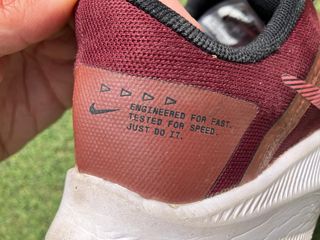 ENGINEERED FOR FAST.
TESTED FOR SPEED.
JUST DO IT.